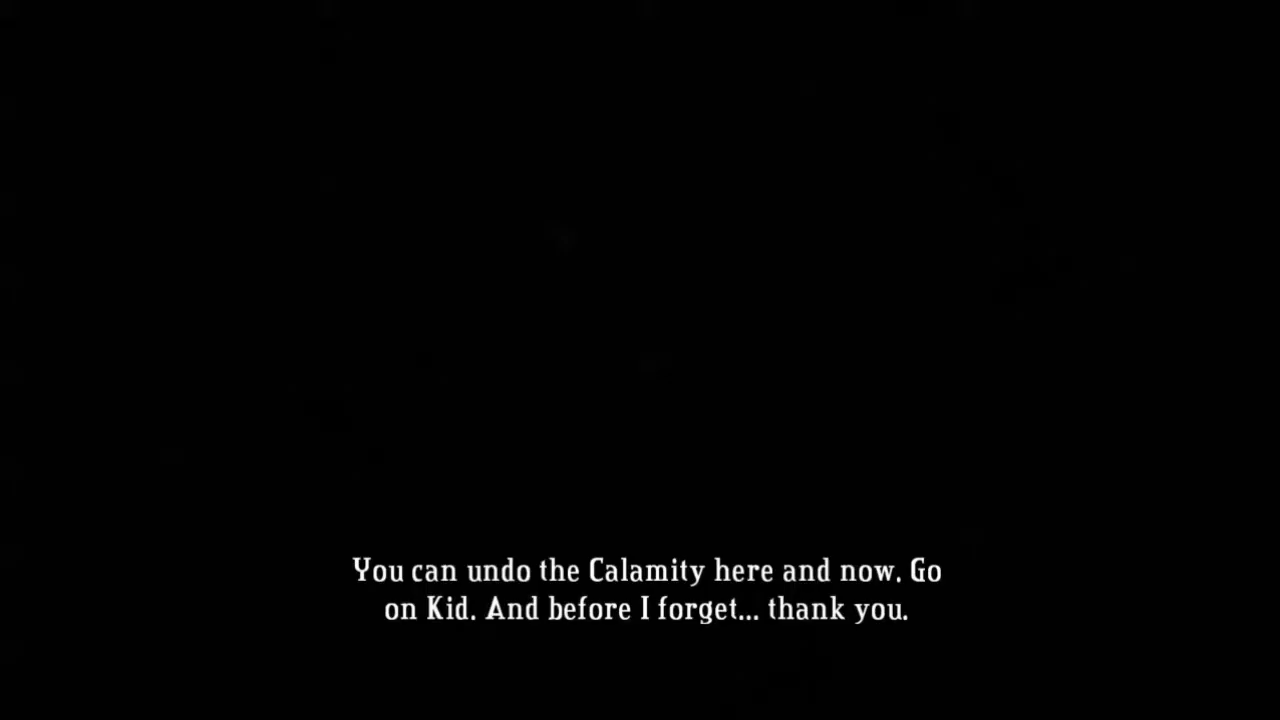 You can undo the Calamity here and now. Go
on Kid. And before I forget... thank you.